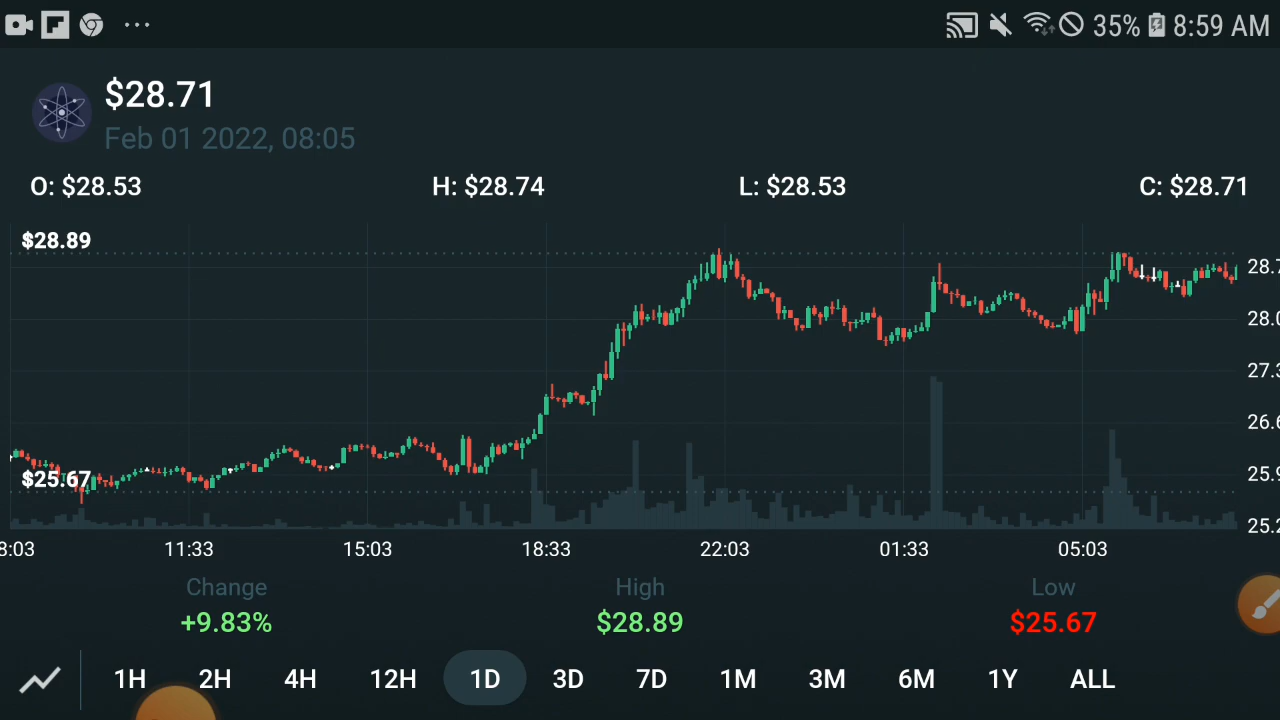 35% 8:59 AM
$28.71
Feb 01 2022, 08:05
O: $28.53 H: $28.74 L: $28.53 C: $28.71
$28.89
28.7
28.0
27.3
26.6
$25.67
25.9
25.2
8:03 11:33 15:03 18:33 22:03 01:33 05:03
Change High Low
+9.83% $28.89 $25.67
1H 2H 4H 12H 1D 3D 7D 1M 3M 6M 1Y ALL